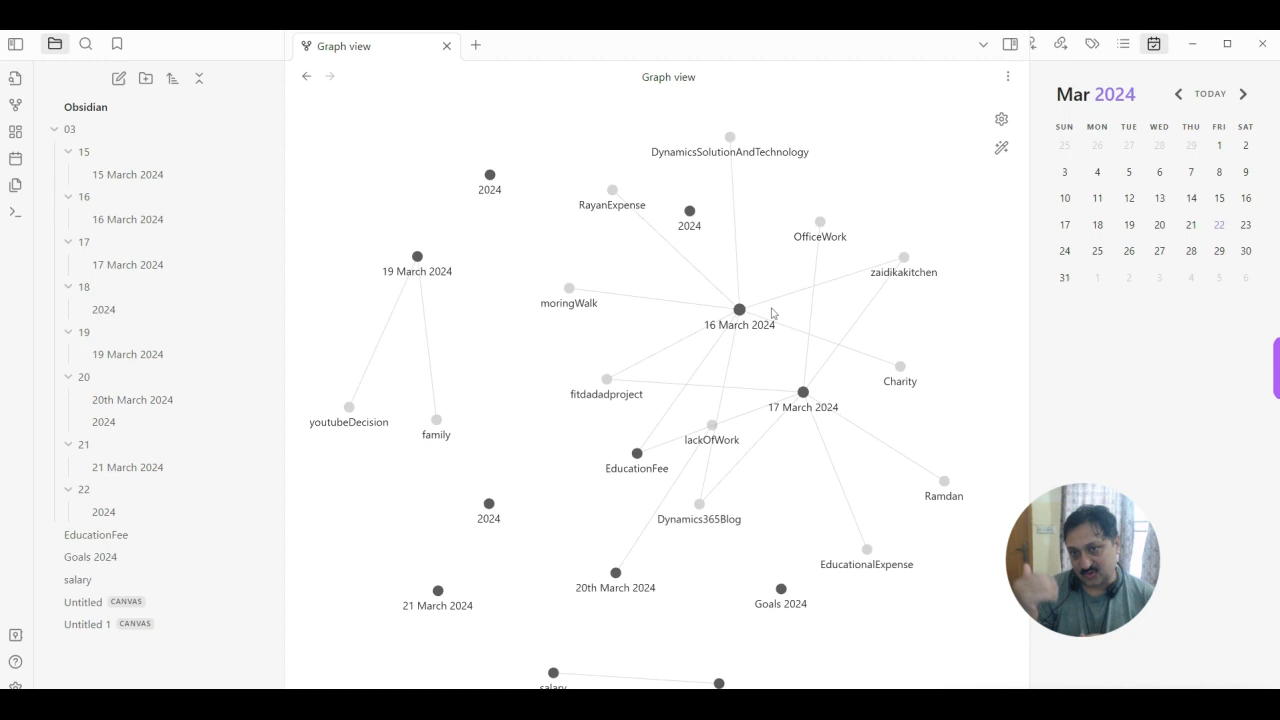 Graph view
Graph view
Obsidian
03
15
15 March 2024
16
16 March 2024
17
17 March 2024
18
2024
19
19 March 2024
20
20th March 2024
2024
21
21 March 2024
22
2024
EducationFee
Goals 2024
salary
Untitled CANVAS
Untitled 1 CANVAS
DynamicsSolutionAndTechnology
2024
RayanExpense
2024
OfficeWork
19 March 2024
zaidikakitchen
moringWalk
16 March 2024
Charity
fitdadadproject
17 March 2024
youtubeDecision
family
lackOfWork
EducationFee
Ramdan
2024
Dynamics365Blog
EducationalExpense
20th March 2024
21 March 2024
Goals 2024
salary
Mar 2024
TODAY
SUN MON TUE WED THU FRI SAT
25 26 27 28 29 1 2
3 4 5 6 7 8 9
10 11 12 13 14 15 16
17 18 19 20 21 22 23
24 25 26 27 28 29 30
31 1 2 3 4 5 6